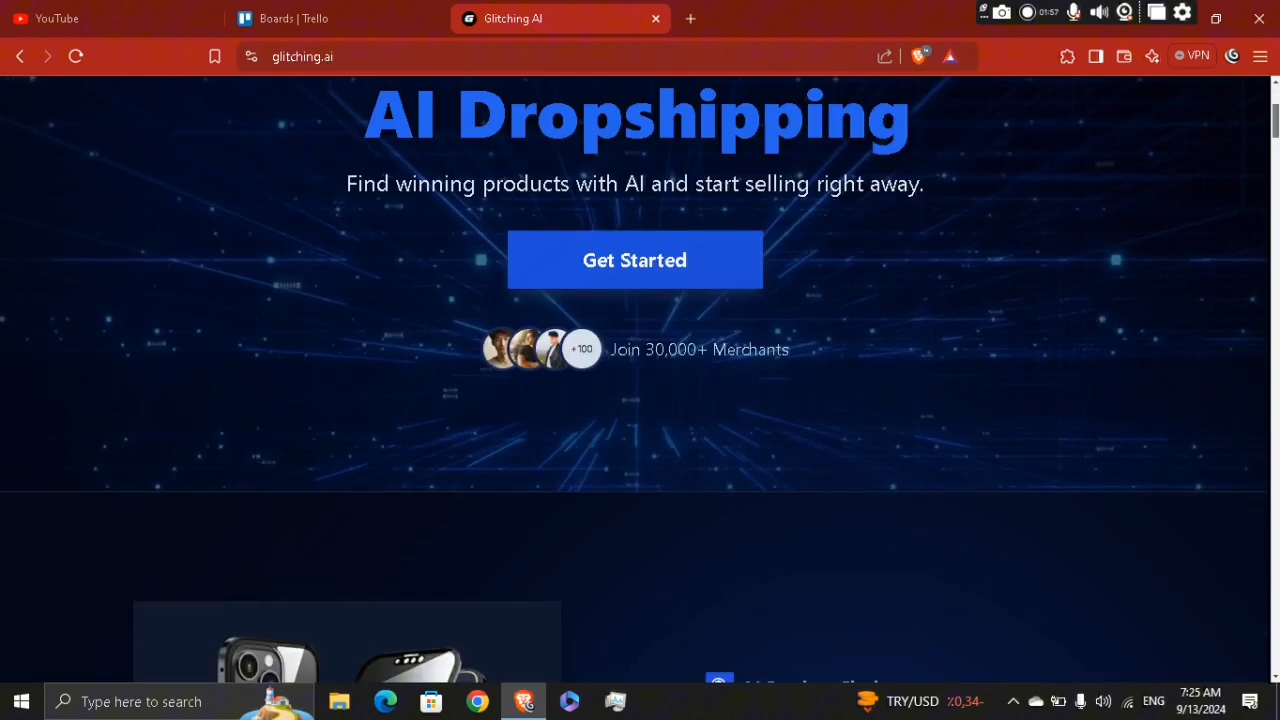 YouTube
Boards | Trello
Glitching AI
01:57
glitching.ai
VPN
AI Dropshipping
Find winning products with AI and start selling right away.
Get Started
+100
Join 30,000+ Merchants
Type here to search
TRY/USD
%0,34-
ENG
7:25 AM
9/13/2024